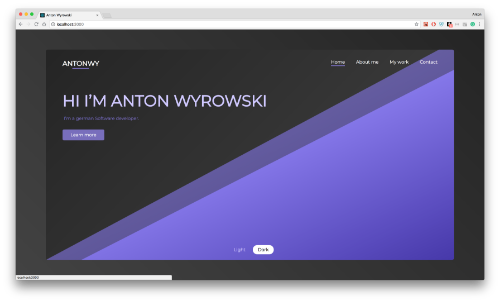 Anton Wyrowski
Anton
localhost:3000
ANTONWY
Home
About me
My work
Contact
HI I'M ANTON WYROWSKI
I'm a german software developer.
Learn more
Light
Dark
localhost:3000